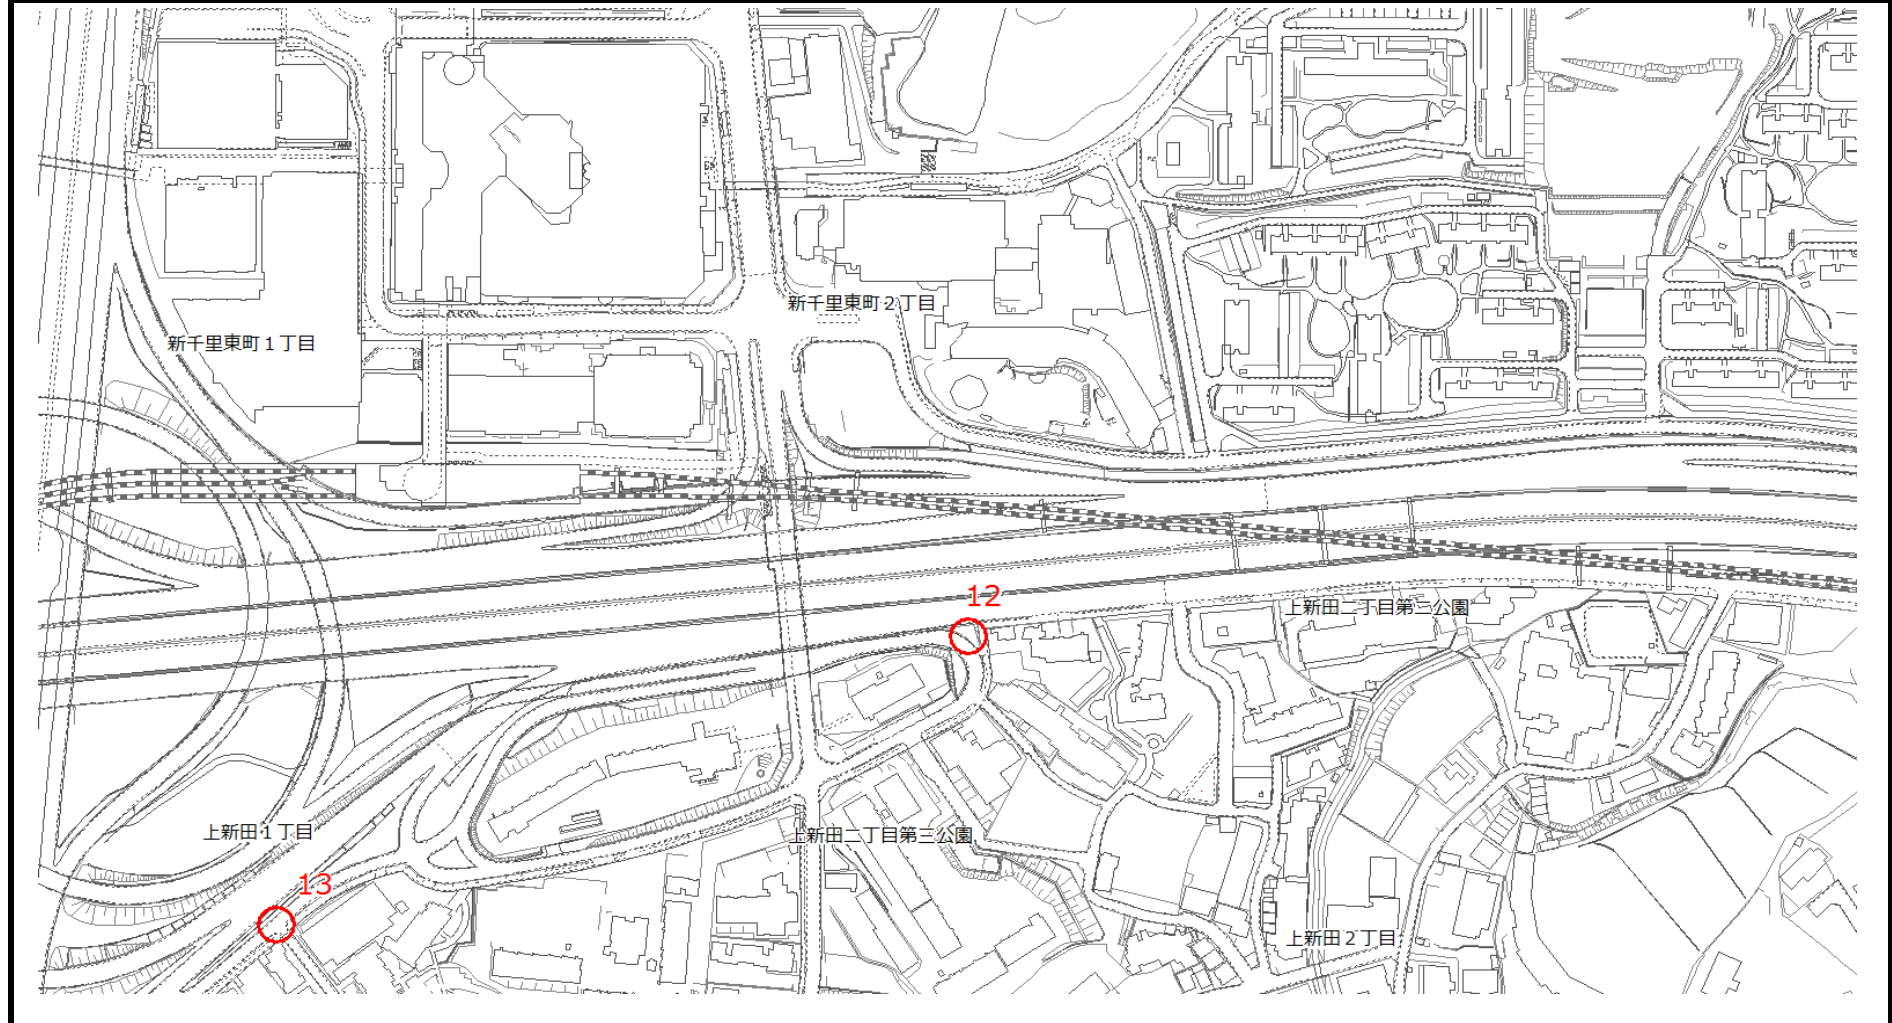 新千里東町２丁目
新千里東町１丁目
12
上新田二丁目第二公園
上新田１丁目
上新田二丁目第三公園
13
上新田２丁目